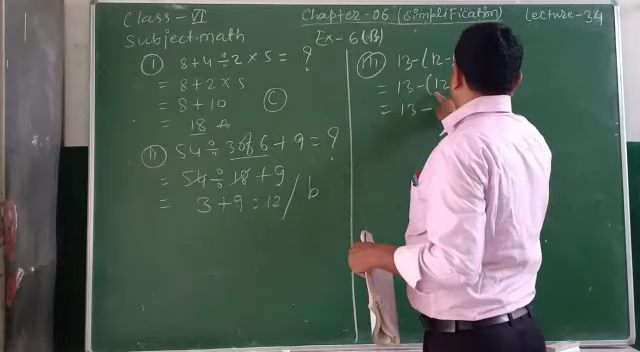 Class - VI
Chapter-06 (Simplification)
Lecture-34
Subject-math
Ex-6(B)
(I) 8+4÷2×5 = ?
= 8+2×5
= 8+10
(C)
= 18 A
(II) 54÷3of 6+9=?
= 54÷18+9
= 3+9=12/b
(III) 13-(12-
= 13-(12
= 13-